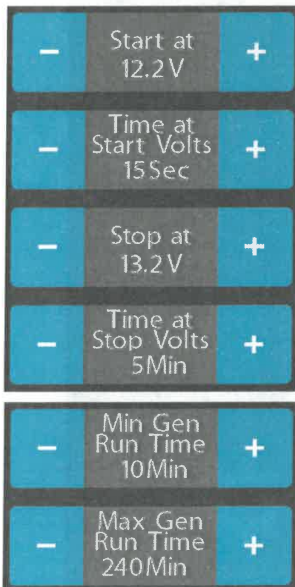 - Start at +
12.2V
- Time at +
Start Volts
15Sec
- Stop at +
13.2V
- Time at +
Stop Volts
5Min
- Min Gen +
Run Time
10Min
- Max Gen +
Run Time
240Min